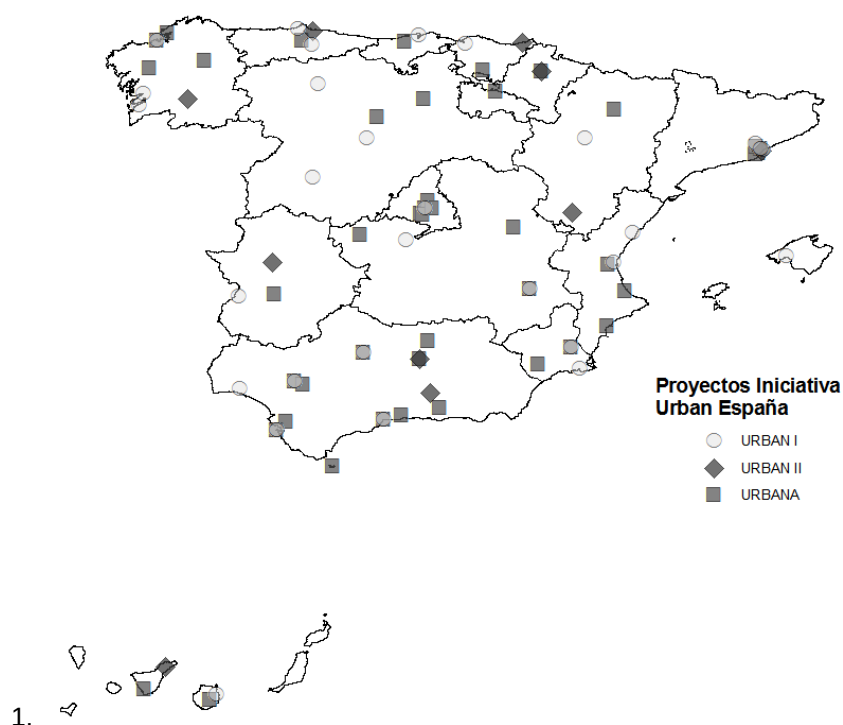 Proyectos Iniciativa
Urban España
URBAN I
URBAN II
URBANA
1.